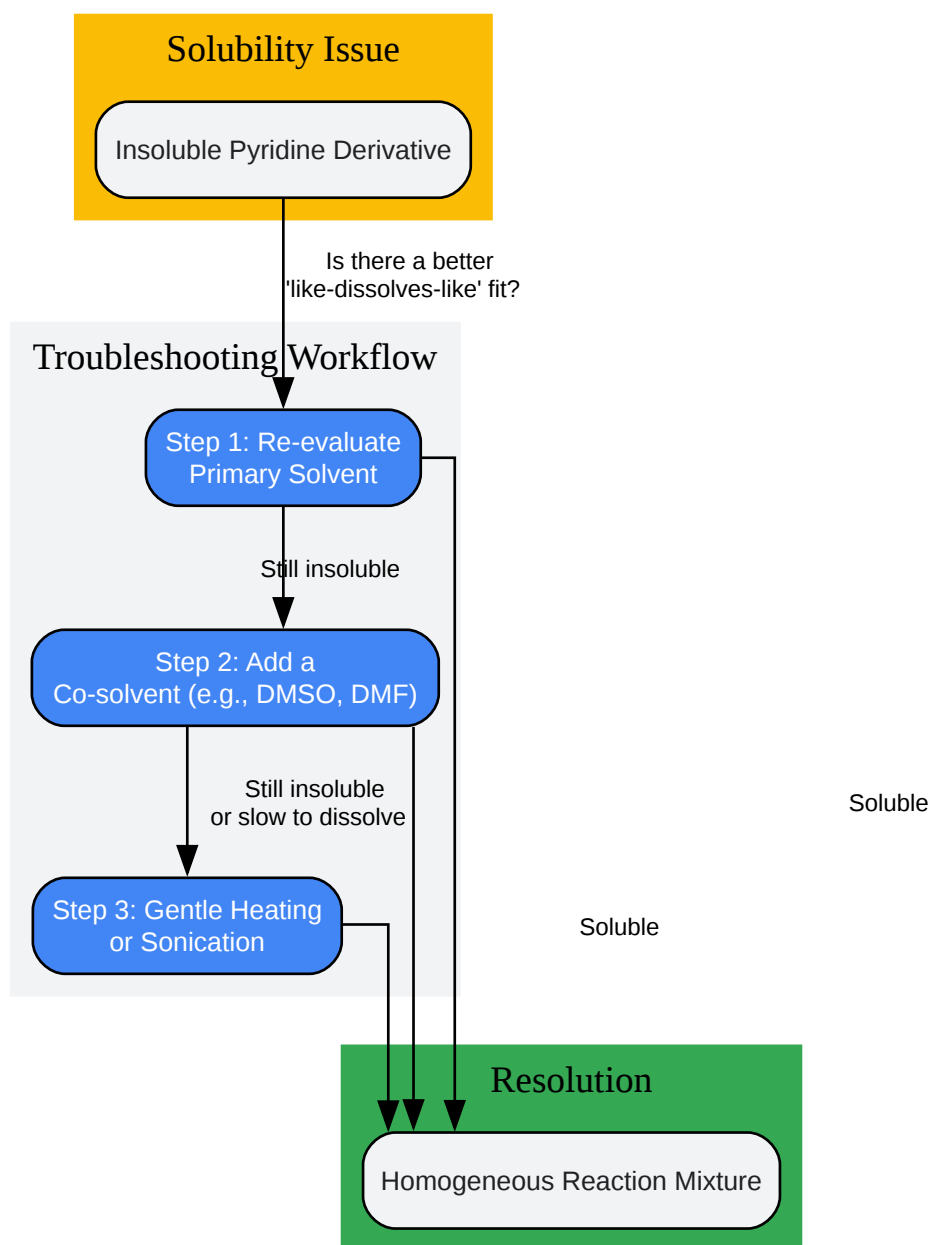 Solubility Issue
Insoluble Pyridine Derivative
Is there a better
'like-dissolves-like' fit?
Troubleshooting Workflow
Step 1: Re-evaluate
Primary Solvent
Still insoluble
Step 2: Add a
Co-solvent (e.g., DMSO, DMF)
Still insoluble
or slow to dissolve
Soluble
Step 3: Gentle Heating
or Sonication
Soluble
Resolution
Homogeneous Reaction Mixture